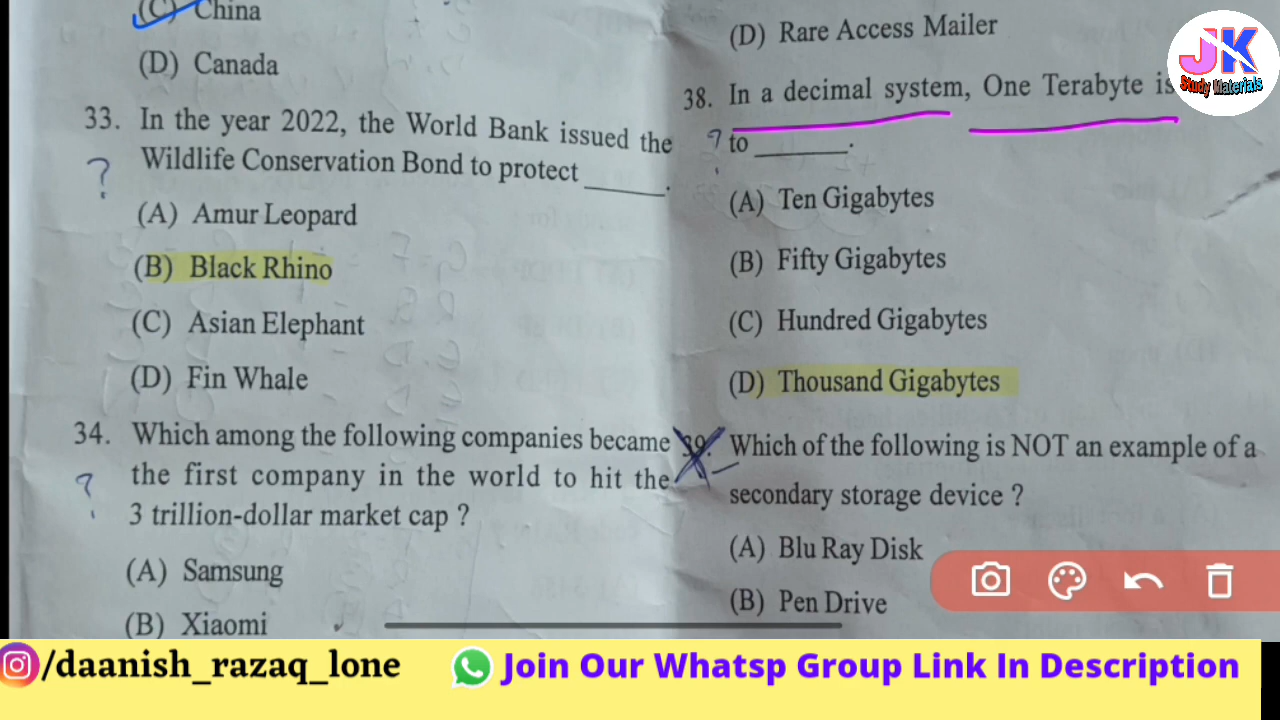 (C) China
(D) Canada
33. In the year 2022, the World Bank issued the
? Wildlife Conservation Bond to protect ______.
(A) Amur Leopard
(B) Black Rhino
(C) Asian Elephant
(D) Fin Whale
34. Which among the following companies became
? the first company in the world to hit the
3 trillion-dollar market cap ?
(A) Samsung
(B) Xiaomi
(D) Rare Access Mailer
38. In a decimal system, One Terabyte is
? to ______.
(A) Ten Gigabytes
(B) Fifty Gigabytes
(C) Hundred Gigabytes
(D) Thousand Gigabytes
39. Which of the following is NOT an example of a
secondary storage device ?
(A) Blu Ray Disk
(B) Pen Drive
JK
Study Materials
/daanish_razaq_lone
Join Our Whatsp Group Link In Description